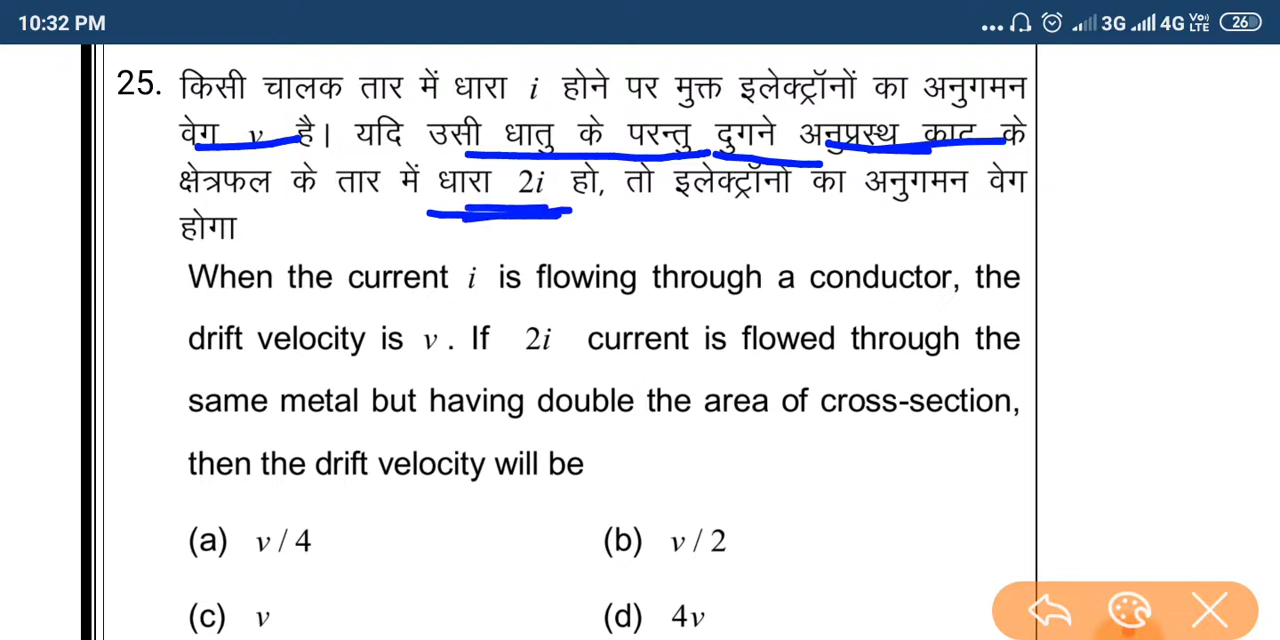 10:32 PM ... 3G 4G VoI) LTE 26
25. किसी चालक तार में धारा i होने पर मुक्त इलेक्ट्रॉनों का अनुगमन
वेग v है। यदि उसी धातु के परन्तु दुगने अनुप्रस्थ काट के
क्षेत्रफल के तार में धारा 2i हो, तो इलेक्ट्रॉनों का अनुगमन वेग
होगा
When the current i is flowing through a conductor, the
drift velocity is v. If 2i current is flowed through the
same metal but having double the area of cross-section,
then the drift velocity will be
(a) v / 4 (b) v / 2
(c) v (d) 4v